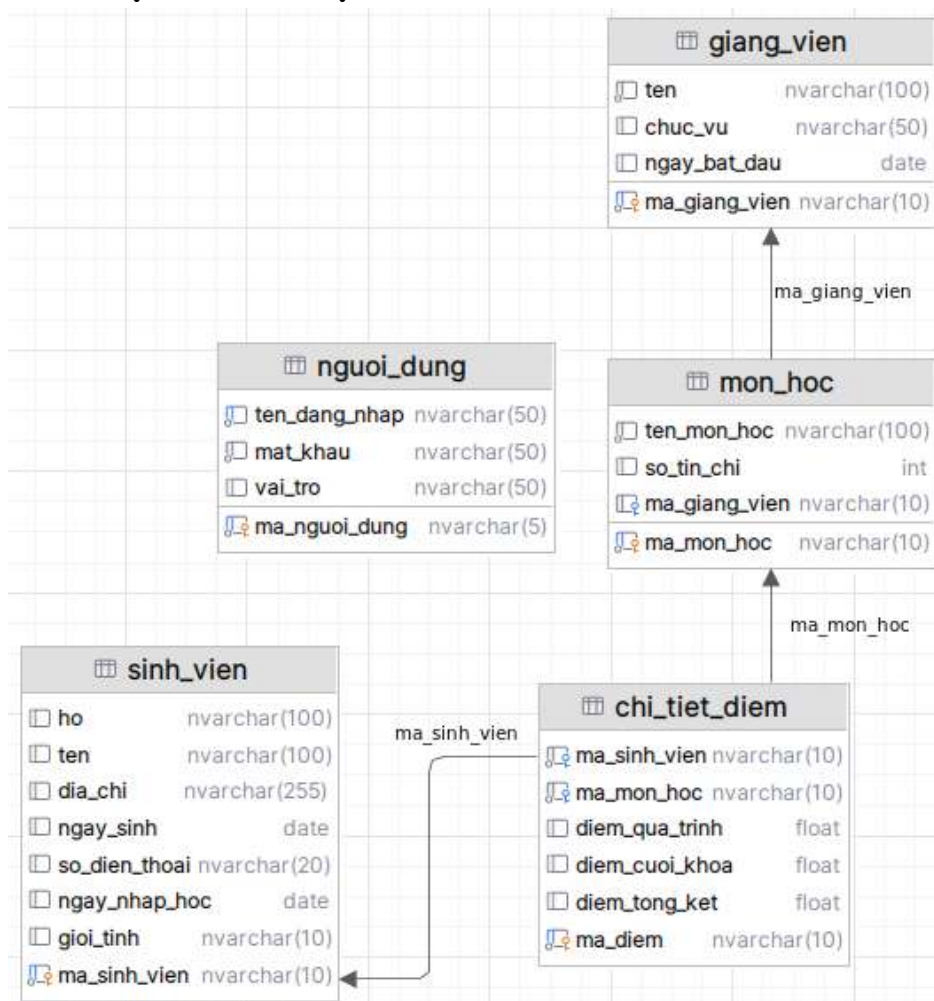 giang_vien
ten nvarchar(100)
chuc_vu nvarchar(50)
ngay_bat_dau date
ma_giang_vien nvarchar(10)
ma_giang_vien
nguoi_dung
ten_dang_nhap nvarchar(50)
mat_khau nvarchar(50)
vai_tro nvarchar(50)
ma_nguoi_dung nvarchar(5)
mon_hoc
ten_mon_hoc nvarchar(100)
so_tin_chi int
ma_giang_vien nvarchar(10)
ma_mon_hoc nvarchar(10)
ma_mon_hoc
sinh_vien
ho nvarchar(100)
ten nvarchar(100)
dia_chi nvarchar(255)
ngay_sinh date
so_dien_thoai nvarchar(20)
ngay_nhap_hoc date
gioi_tinh nvarchar(10)
ma_sinh_vien nvarchar(10)
ma_sinh_vien
chi_tiet_diem
ma_sinh_vien nvarchar(10)
ma_mon_hoc nvarchar(10)
diem_qua_trinh float
diem_cuoi_khoa float
diem_tong_ket float
ma_diem nvarchar(10)